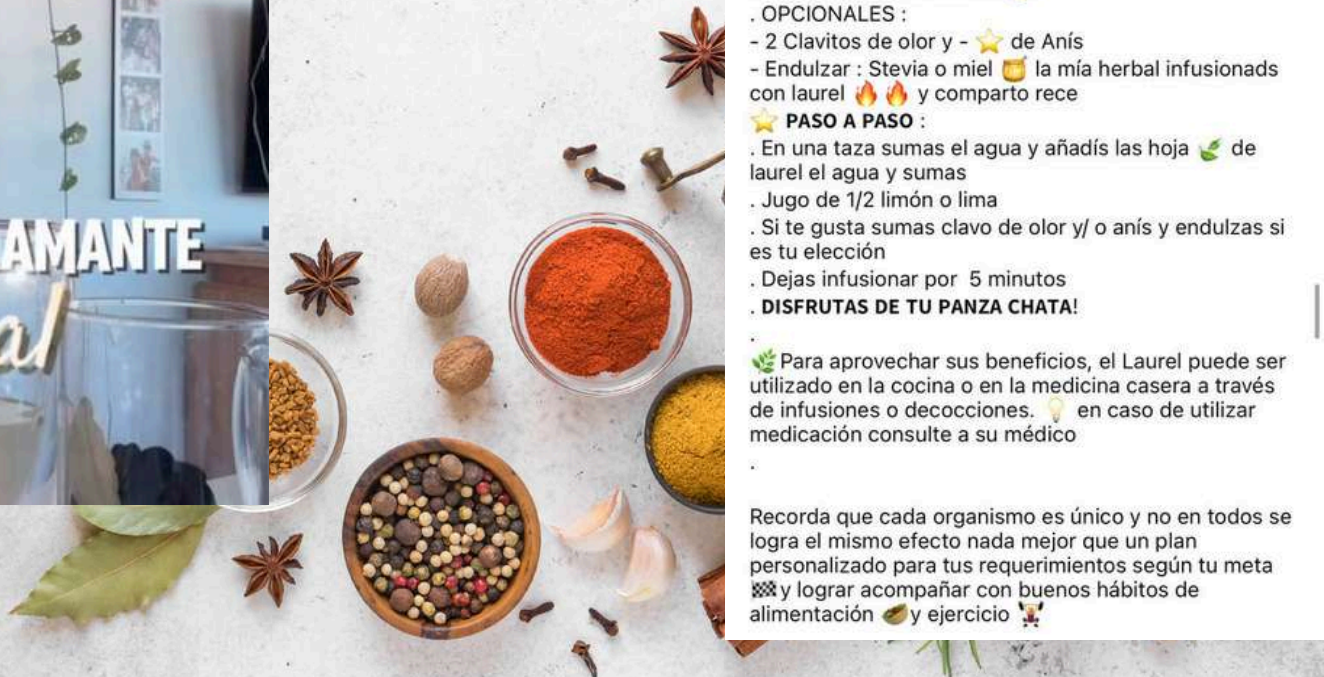 AMANTE
al
. OPCIONALES :
- 2 Clavitos de olor y - ⭐ de Anís
- Endulzar : Stevia o miel 🍯 la mía herbal infusionads
con laurel 🔥🔥 y comparto rece
⭐ PASO A PASO :
. En una taza sumas el agua y añadís las hoja 🌿 de
laurel el agua y sumas
. Jugo de 1/2 limón o lima
. Si te gusta sumas clavo de olor y/ o anís y endulzas si
es tu elección
. Dejas infusionar por 5 minutos
. DISFRUTAS DE TU PANZA CHATA!
.
🌿Para aprovechar sus beneficios, el Laurel puede ser
utilizado en la cocina o en la medicina casera a través
de infusiones o decocciones. 💡 en caso de utilizar
medicación consulte a su médico
.
Recorda que cada organismo es único y no en todos se
logra el mismo efecto nada mejor que un plan
personalizado para tus requerimientos según tu meta
🏁y lograr acompañar con buenos hábitos de
alimentación 🥙y ejercicio 🏋️